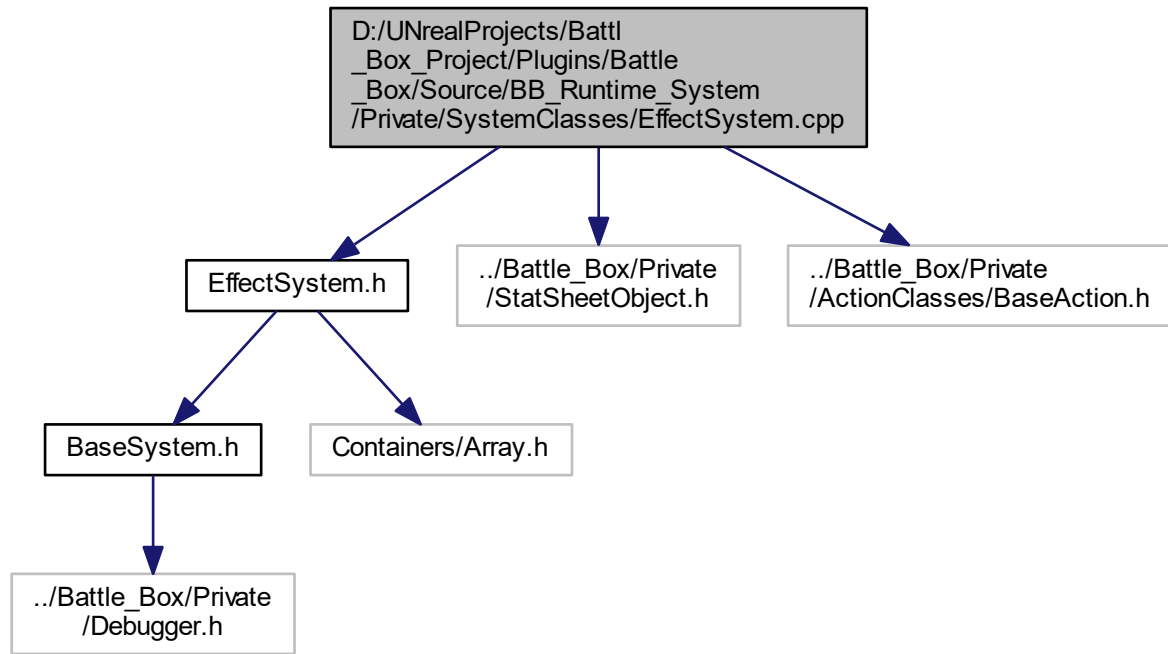 D:/UNrealProjects/Battl
_Box_Project/Plugins/Battle
_Box/Source/BB_Runtime_System
/Private/SystemClasses/EffectSystem.cpp
EffectSystem.h
../Battle_Box/Private
/StatSheetObject.h
../Battle_Box/Private
/ActionClasses/BaseAction.h
BaseSystem.h
Containers/Array.h
../Battle_Box/Private
/Debugger.h